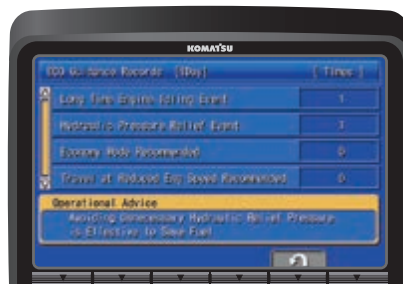 KOMATSU
ECO Guidance Records (1Day) [ Times ]
Long Time Engine Idling Event 1
Hydraulic Pressure Relief Event 3
Economy Mode Recommended 0
Travel at Reduced Eng Speed Recommended 0
Operational Advice
Avoiding Unnecessary Hydraulic Relief Pressure
is Effective to Save Fuel